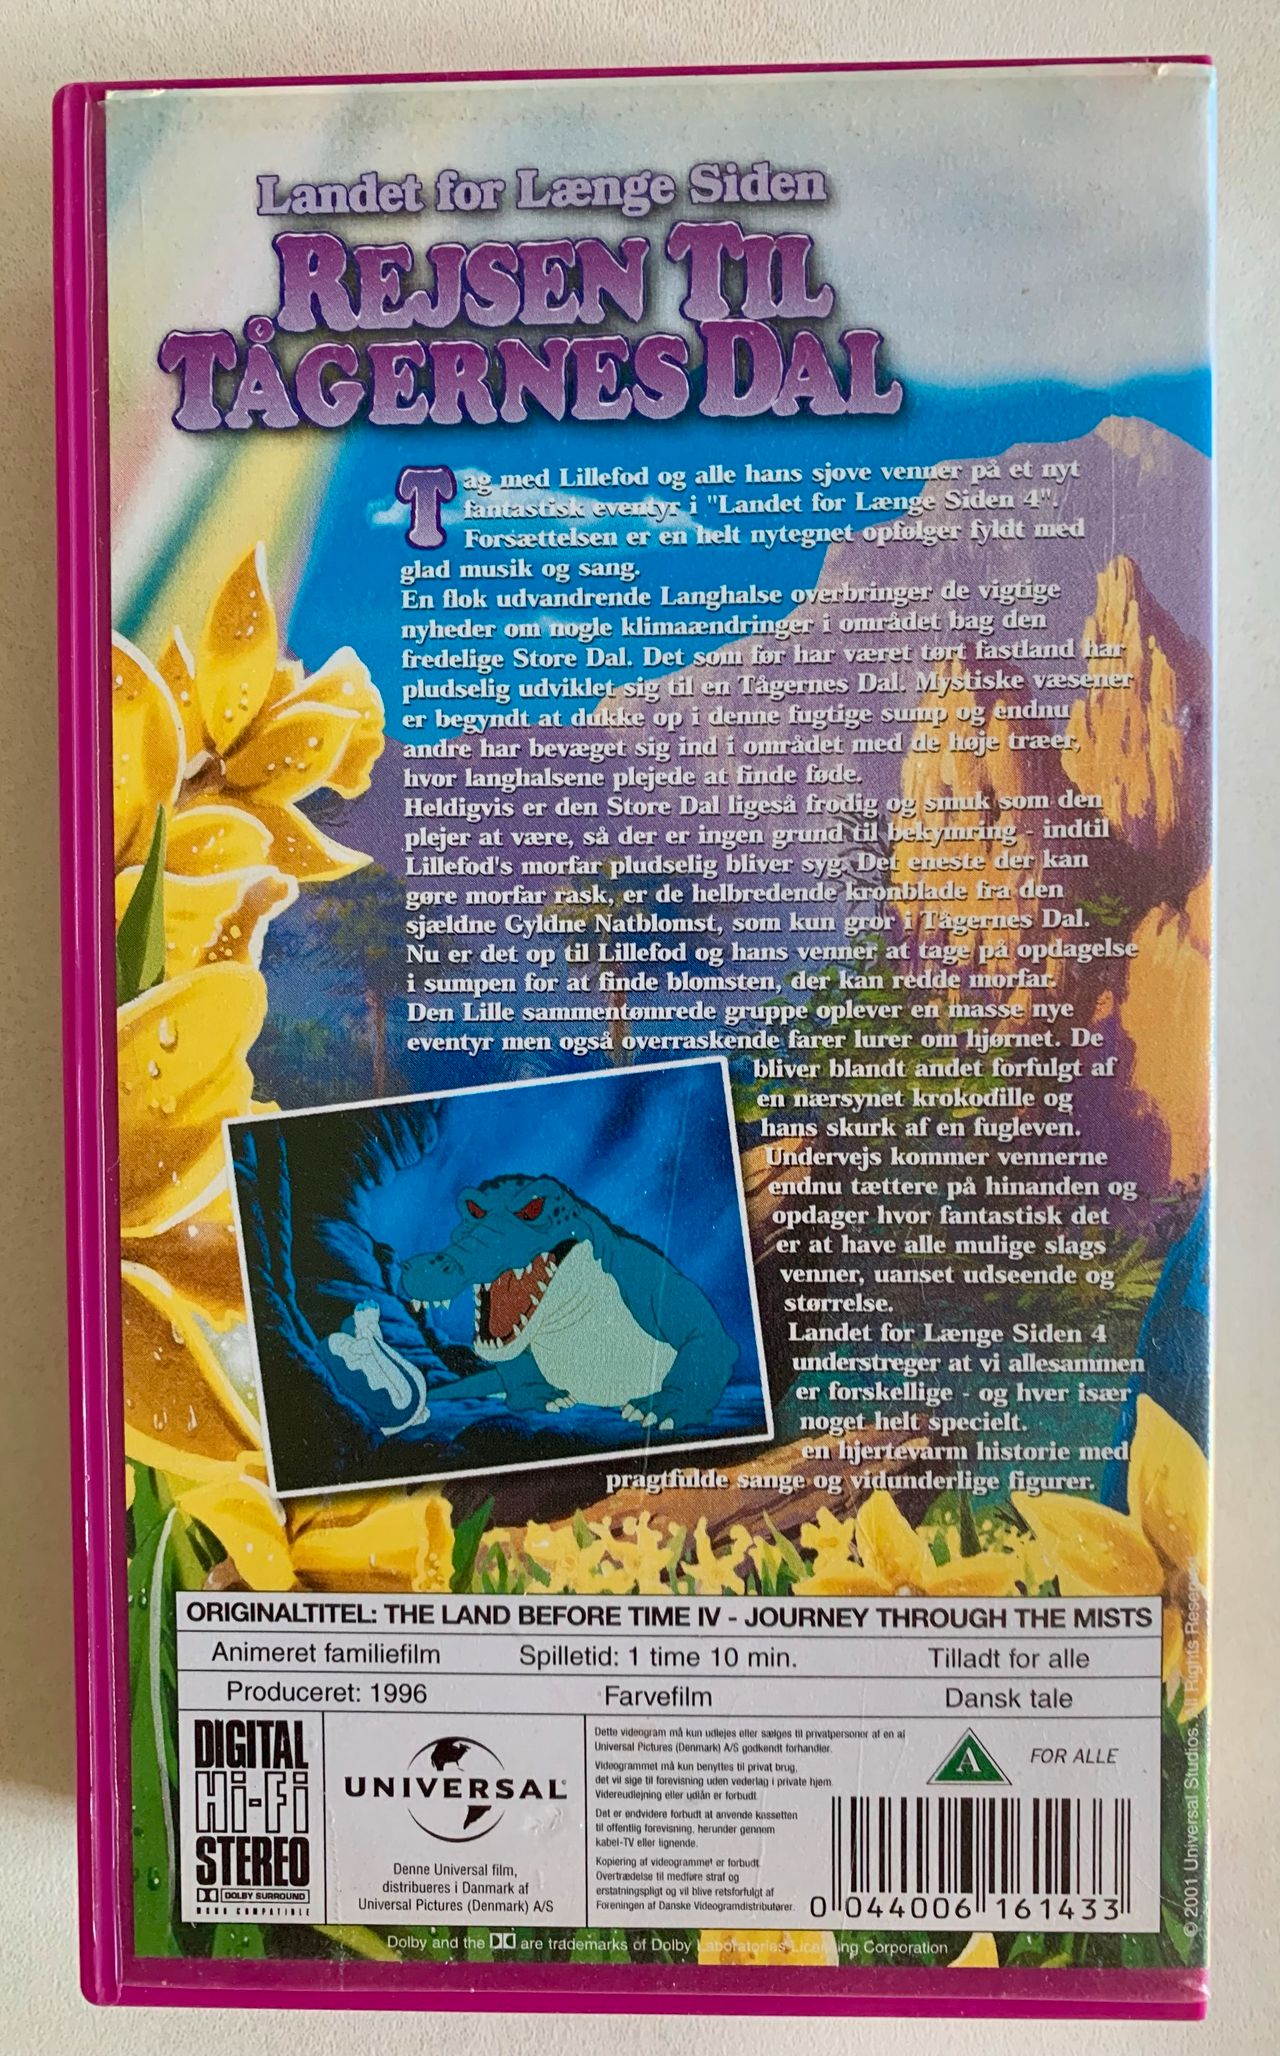 Landet for Længe Siden
REJSEN TIL
TÅGERNES DAL
Tag med Lillefod og alle hans sjove venner på et nyt
fantastisk eventyr i "Landet for Længe Siden 4".
Forsættelsen er en helt nytegnet opfølger fyldt med
glad musik og sang.
En flok udvandrende Langhalse overbringer de vigtige
nyheder om nogle klimaændringer i området bag den
fredelige Store Dal. Det som før har været tørt fastland har
pludselig udviklet sig til en Tågernes Dal. Mystiske væsener
er begyndt at dukke op i denne fugtige sump og endnu
andre har bevæget sig ind i området med de høje træer,
hvor langhalsene plejede at finde føde.
Heldigvis er den Store Dal ligeså frodig og smuk som den
plejer at være, så der er ingen grund til bekymring - indtil
Lillefod's morfar pludselig bliver syg. Det eneste der kan
gøre morfar rask, er de helbredende kronblade fra den
sjældne Gyldne Natblomst, som kun gror i Tågernes Dal.
Nu er det op til Lillefod og hans venner at tage på opdagelse
i sumpen for at finde blomsten, der kan redde morfar.
Den Lille sammentømrede gruppe oplever en masse nye
eventyr men også overraskende farer lurer om hjørnet. De
bliver blandt andet forfulgt af
en nærsynet krokodille og
hans skurk af en fugleven.
Undervejs kommer vennerne
endnu tættere på hinanden og
opdager hvor fantastisk det
er at have alle mulige slags
venner, uanset udseende og
størrelse.
Landet for Længe Siden 4
understreger at vi allesammen
er forskellige - og hver især
noget helt specielt.
en hjertevarm historie med
pragtfulde sange og vidunderlige figurer.
ORIGINALTITEL: THE LAND BEFORE TIME IV - JOURNEY THROUGH THE MISTS
Animeret familiefilm Spilletid: 1 time 10 min. Tilladt for alle
Produceret: 1996 Farvefilm Dansk tale
DIGITAL
Hi-Fi
STEREO
DOLBY SURROUND
MONO COMPATIBLE
UNIVERSAL
Denne Universal film,
distribueres i Danmark af
Universal Pictures (Denmark) A/S
Dette videogram må kun udlejes eller sælges til privatpersoner af en af
Universal Pictures (Denmark) A/S godkendt forhandler.
Videogrammet må kun benyttes til privat brug,
det vil sige til forevisning uden vederlag i private hjem.
Videreudlejning eller udlån er forbudt.
Det er endvidere forbudt at anvende kassetten
til offentlig forevisning, herunder gennem
kabel-TV eller lignende.
Kopiering af videogrammet er forbudt.
Overtrædelse til medføre straf og
erstatningspligt og vil blive retsforfulgt af
Foreningen af Danske Videogramdistributører.
A
FOR ALLE
0 044006 161433
Dolby and the DD are trademarks of Dolby Laboratories Licensing Corporation
© 2001 Universal Studios. All Rights Reserved